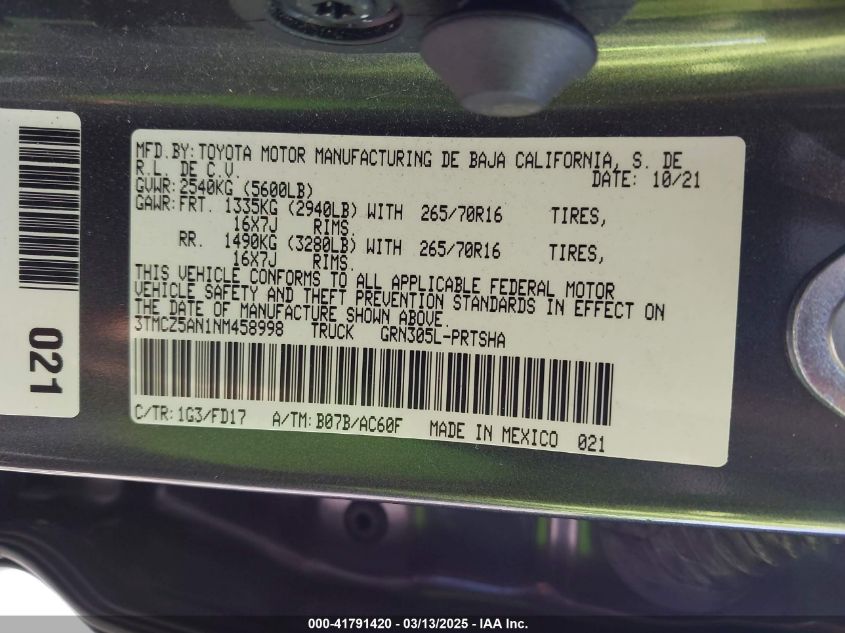 MFD.BY:TOYOTA MOTOR MANUFACTURING DE BAJA CALIFORNIA, S. DE
R.L. DE C.V. DATE: 10/21
GVWR:2540KG (5600LB)
GAWR:FRT. 1335KG (2940LB) WITH 265/70R16 TIRES,
16X7J RIMS.
RR. 1490KG (3280LB) WITH 265/70R16 TIRES,
16X7J RIMS.
THIS VEHICLE CONFORMS TO ALL APPLICABLE FEDERAL MOTOR
VEHICLE SAFETY AND THEFT PREVENTION STANDARDS IN EFFECT ON
THE DATE OF MANUFACTURE SHOWN ABOVE.
3TMCZ5AN1NM458998 TRUCK GRN305L-PRTSHA
C/TR:1G3/FD17 A/TM:B07B/AC60F MADE IN MEXICO 021
021
000-41791420 - 03/13/2025 - IAA Inc.